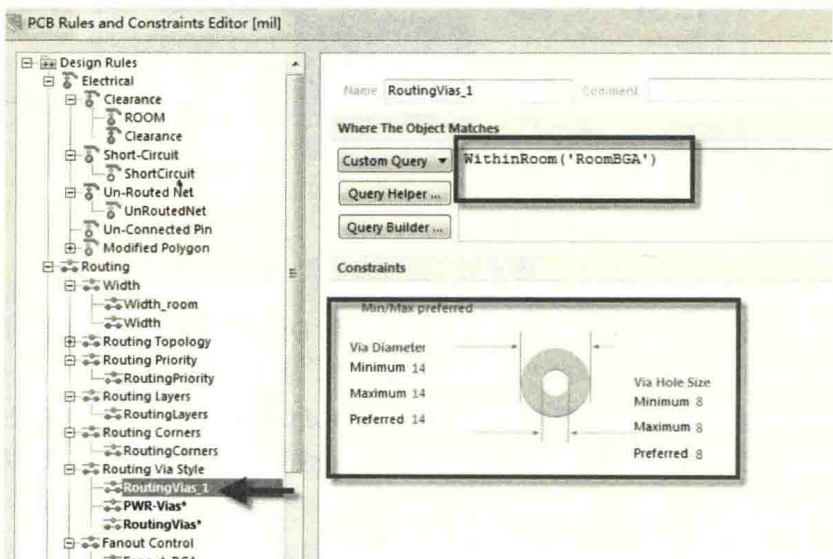 PCB Rules and Constraints Editor [mil]
Design Rules
Electrical
Clearance
ROOM
Clearance
Short-Circuit
ShortCircuit
Un-Routed Net
UnRoutedNet
Un-Connected Pin
Modified Polygon
Routing
Width
Width_room
Width
Routing Topology
Routing Priority
RoutingPriority
Routing Layers
RoutingLayers
Routing Corners
RoutingCorners
Routing Via Style
RoutingVias_1
PWR-Vias*
RoutingVias*
Fanout Control
Name RoutingVias_1 Comment
Where The Object Matches
Custom Query WithinRoom('RoomBGA')
Query Helper ...
Query Builder ...
Constraints
Min/Max preferred
Via Diameter
Minimum 14
Maximum 14
Preferred 14
Via Hole Size
Minimum 8
Maximum 8
Preferred 8